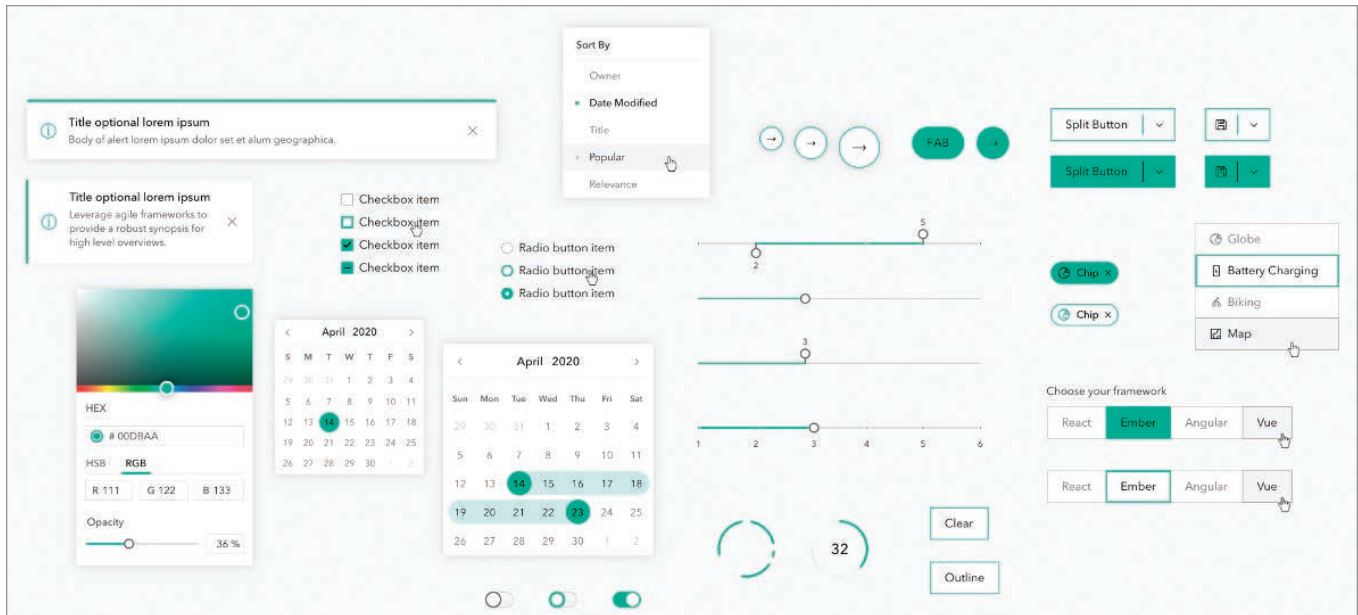 Title optional lorem ipsum
Body of alert lorem ipsum dolor set et alum geographica.
Title optional lorem ipsum
Leverage agile frameworks to
provide a robust synopsis for
high level overviews.
HEX
# 00DBAA
HSB RGB
R 111 G 122 B 133
Opacity
36 %
Checkbox item
Checkbox item
Checkbox item
Checkbox item
April 2020
S M T W T F S
29 30 31 1 2 3 4
5 6 7 8 9 10 11
12 13 14 15 16 17 18
19 20 21 22 23 24 25
26 27 28 29 30 1 2
Sort By
Owner
Date Modified
Title
Popular
Relevance
Radio button item
Radio button item
Radio button item
April 2020
Sun Mon Tue Wed Thu Fri Sat
29 30 31 1 2 3 4
5 6 7 8 9 10 11
12 13 14 15 16 17 18
19 20 21 22 23 24 25
26 27 28 29 30 1 2
FAB
5
2
3
1 2 3 4 5 6
32
Clear
Outline
Split Button
Split Button
Chip
Chip
Globe
Battery Charging
Biking
Map
Choose your framework
React Ember Angular Vue
React Ember Angular Vue